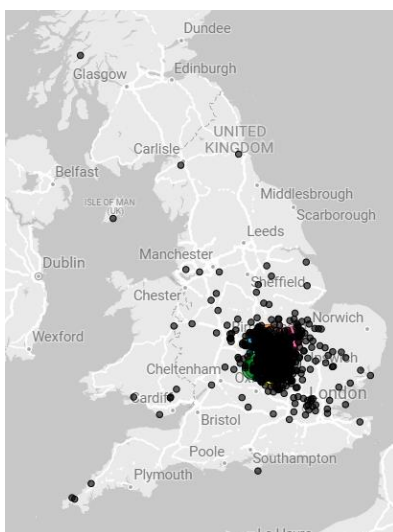 Dundee
Glasgow
Edinburgh
UNITED
KINGDOM
Carlisle
Belfast
Middlesbrough
ISLE OF MAN
(UK)
Scarborough
Leeds
Manchester
Dublin
Sheffield
Chester
Norwich
Wexford
Cheltenham
London
Cardiff
Bristol
Southampton
Poole
Plymouth